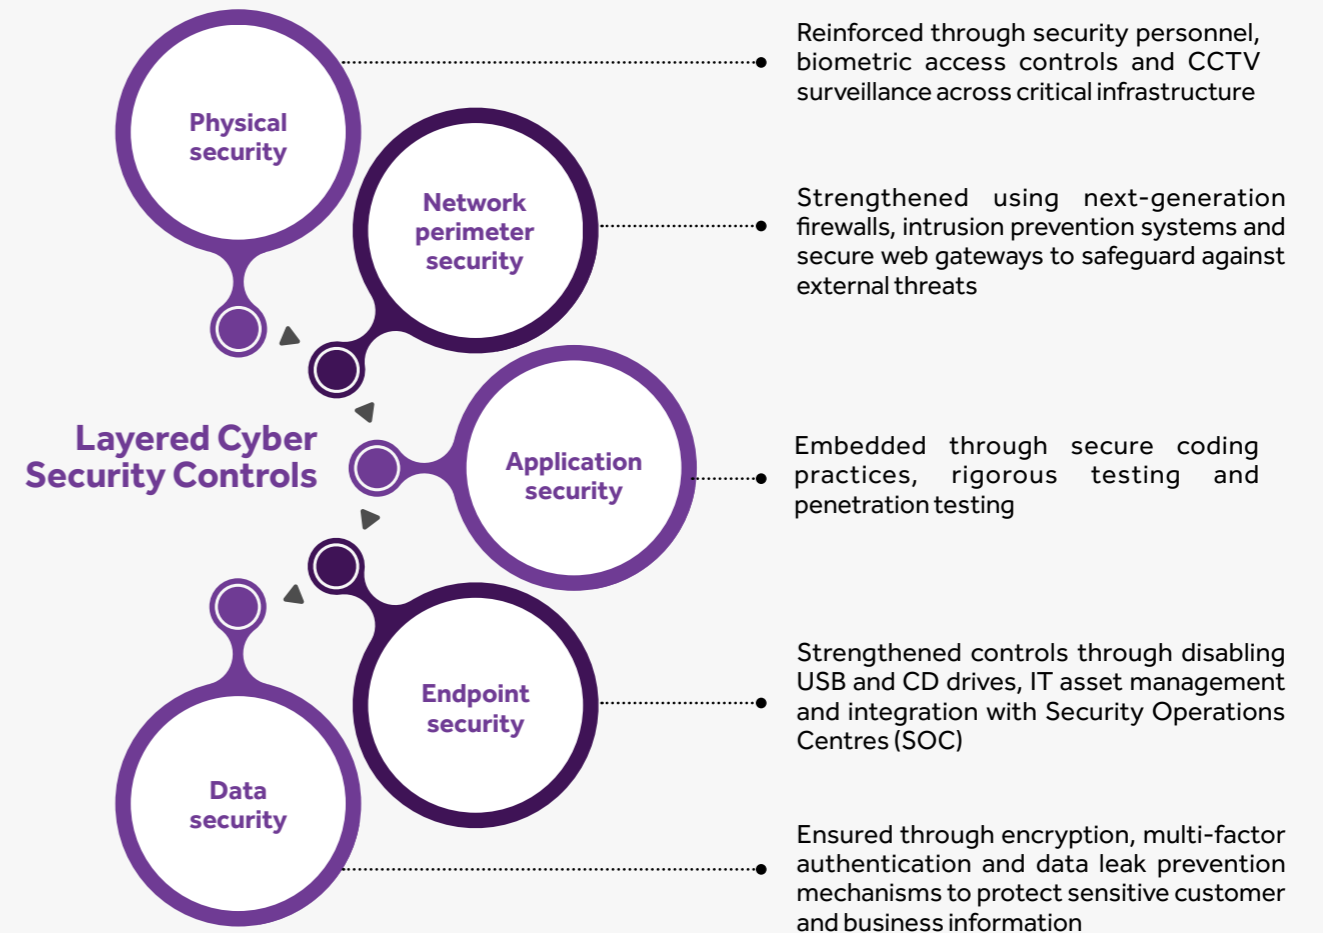 Physical
security
Reinforced through security personnel,
biometric access controls and CCTV
surveillance across critical infrastructure
Network
perimeter
security
Strengthened using next-generation
firewalls, intrusion prevention systems and
secure web gateways to safeguard against
external threats
Layered Cyber
Security Controls
Application
security
Embedded through secure coding
practices, rigorous testing and
penetration testing
Endpoint
security
Strengthened controls through disabling
USB and CD drives, IT asset management
and integration with Security Operations
Centres (SOC)
Data
security
Ensured through encryption, multi-factor
authentication and data leak prevention
mechanisms to protect sensitive customer
and business information